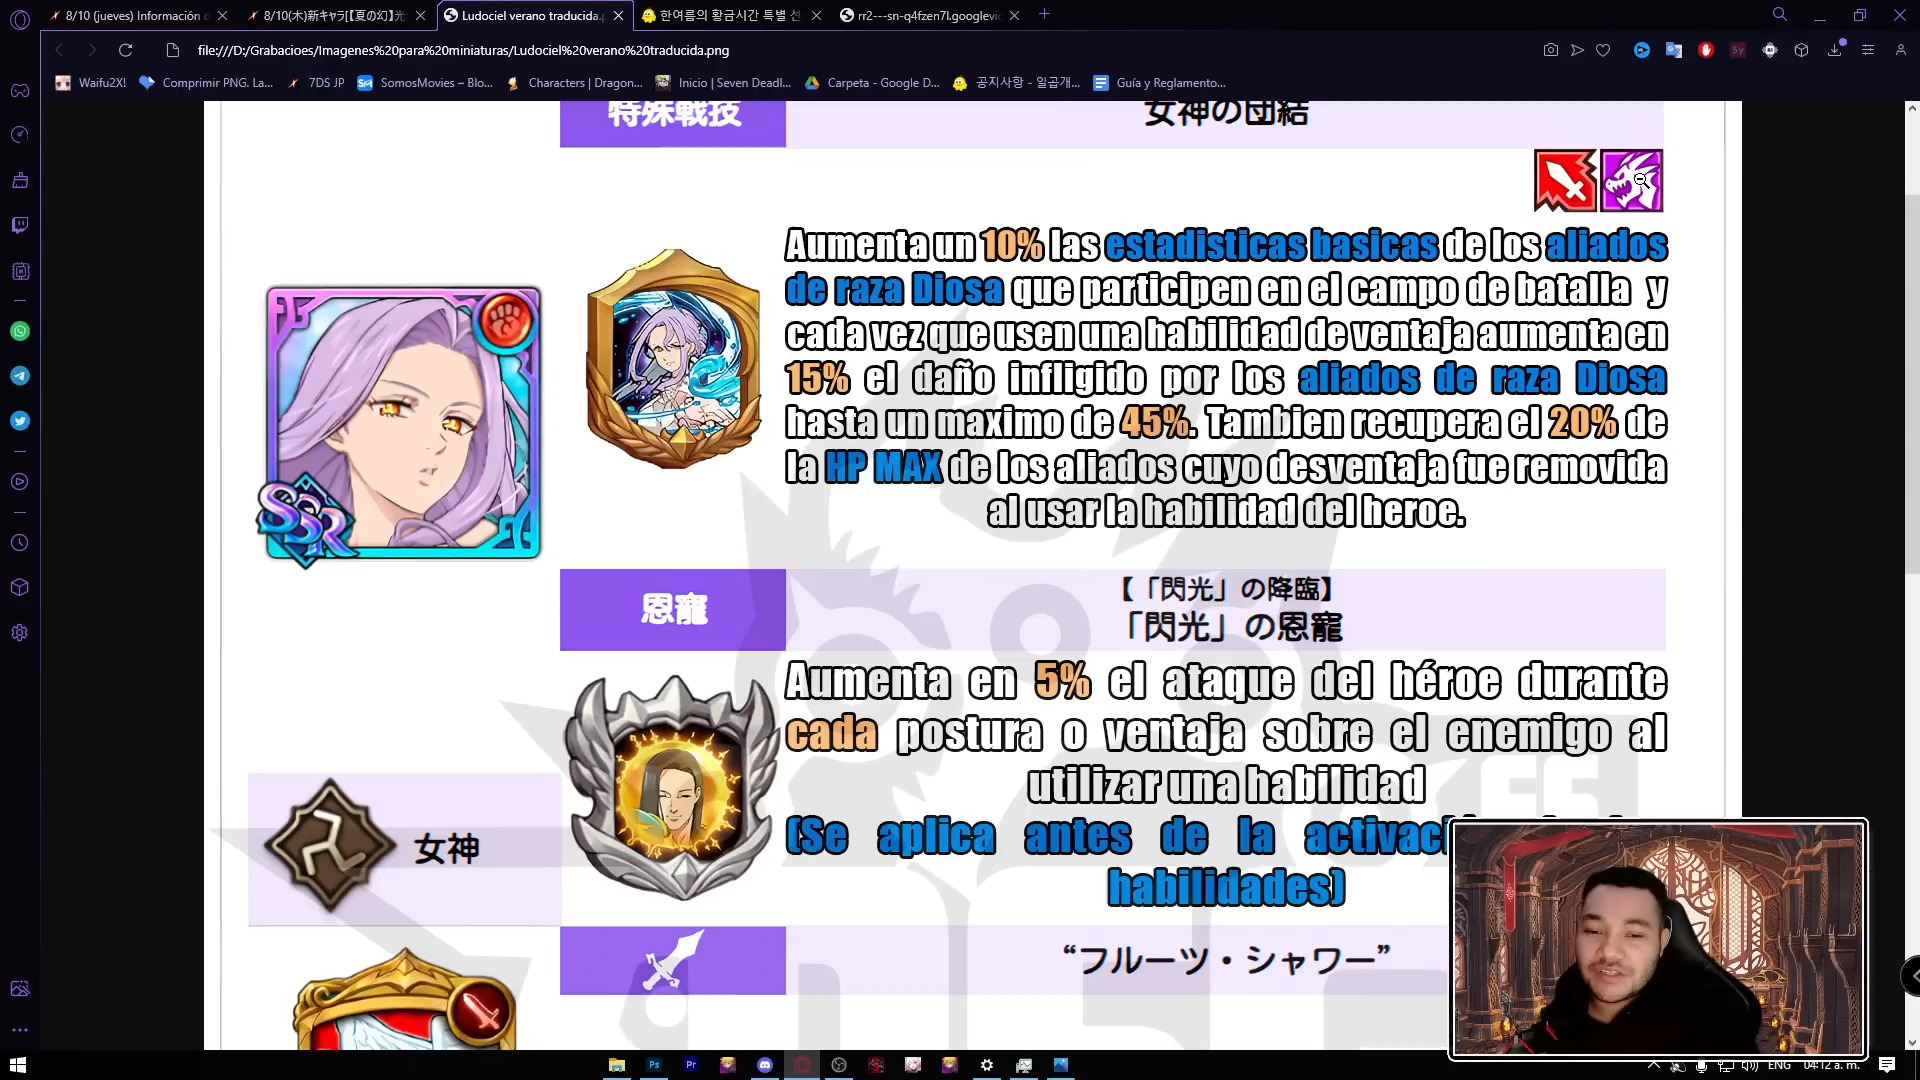 8/10 (jueves) Información d
8/10(木)新キャラ[【夏の幻】光
Ludociel verano traducida.p
한여름의 황금시간 특별 선
rr2---sn-q4fzen7l.googlevi
file:///D:/Grabacioes/Imagenes%20para%20miniaturas/Ludociel%20verano%20traducida.png
Waifu2X!
Comprimir PNG. La...
7DS JP
SomosMovies – Blo...
Characters | Dragon...
Inicio | Seven Deadl...
Carpeta - Google D...
공지사항 - 일곱개...
Guía y Reglamento...
特殊戦技
女神の団結
Aumenta un 10% las estadisticas basicas de los aliados
de raza Diosa que participen en el campo de batalla y
cada vez que usen una habilidad de ventaja aumenta en
15% el daño infligido por los aliados de raza Diosa
hasta un maximo de 45%. Tambien recupera el 20% de
la HP MAX de los aliados cuyo desventaja fue removida
al usar la habilidad del heroe.
SSR
恩寵
【「閃光」の降臨】
「閃光」の恩寵
Aumenta en 5% el ataque del héroe durante
cada postura o ventaja sobre el enemigo al
utilizar una habilidad
(Se aplica antes de la
habilidades)
女神
“フルーツ・シャワー”
ENG
04:12 a. m.